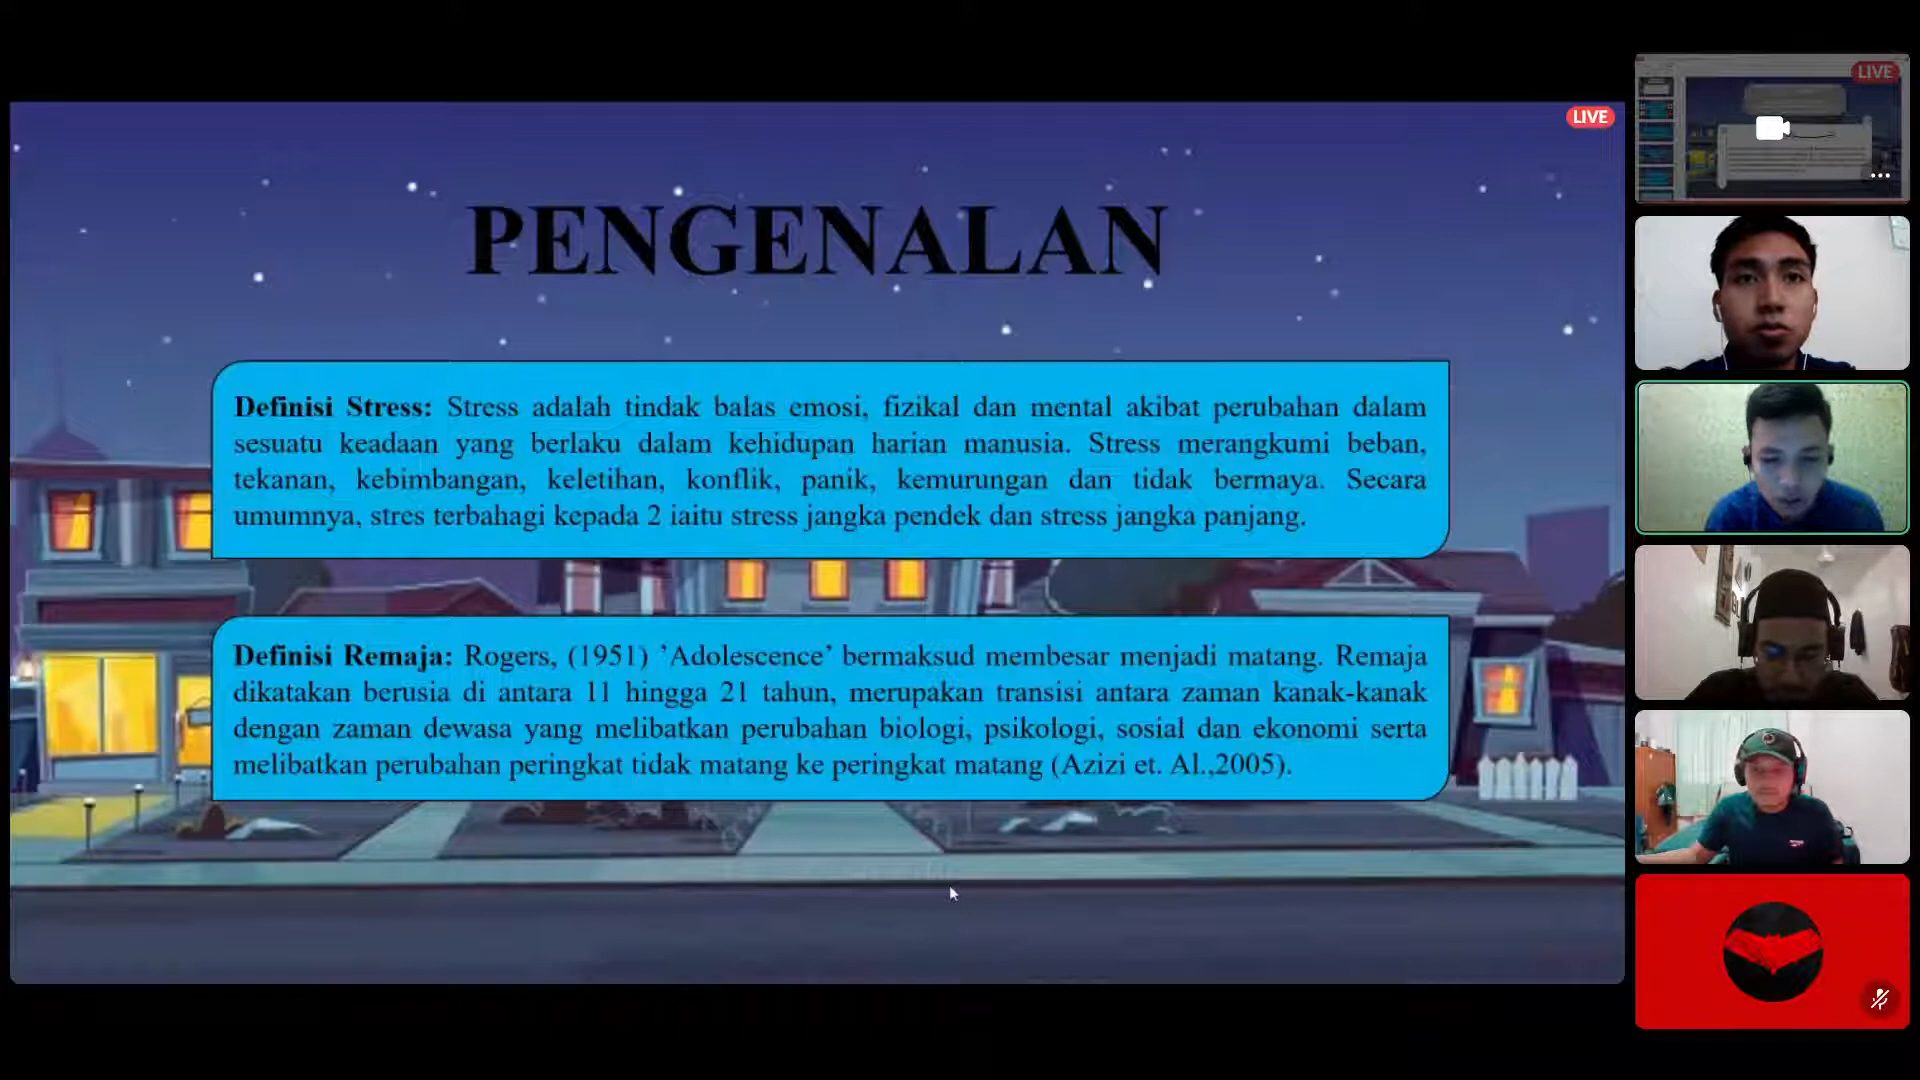 LIVE
LIVE
PENGENALAN
Definisi Stress: Stress adalah tindak balas emosi, fizikal dan mental akibat perubahan dalam
sesuatu keadaan yang berlaku dalam kehidupan harian manusia. Stress merangkumi beban,
tekanan, kebimbangan, keletihan, konflik, panik, kemurungan dan tidak bermaya. Secara
umumnya, stres terbahagi kepada 2 iaitu stress jangka pendek dan stress jangka panjang.
Definisi Remaja: Rogers, (1951) ’Adolescence’ bermaksud membesar menjadi matang. Remaja
dikatakan berusia di antara 11 hingga 21 tahun, merupakan transisi antara zaman kanak-kanak
dengan zaman dewasa yang melibatkan perubahan biologi, psikologi, sosial dan ekonomi serta
melibatkan perubahan peringkat tidak matang ke peringkat matang (Azizi et. Al.,2005).